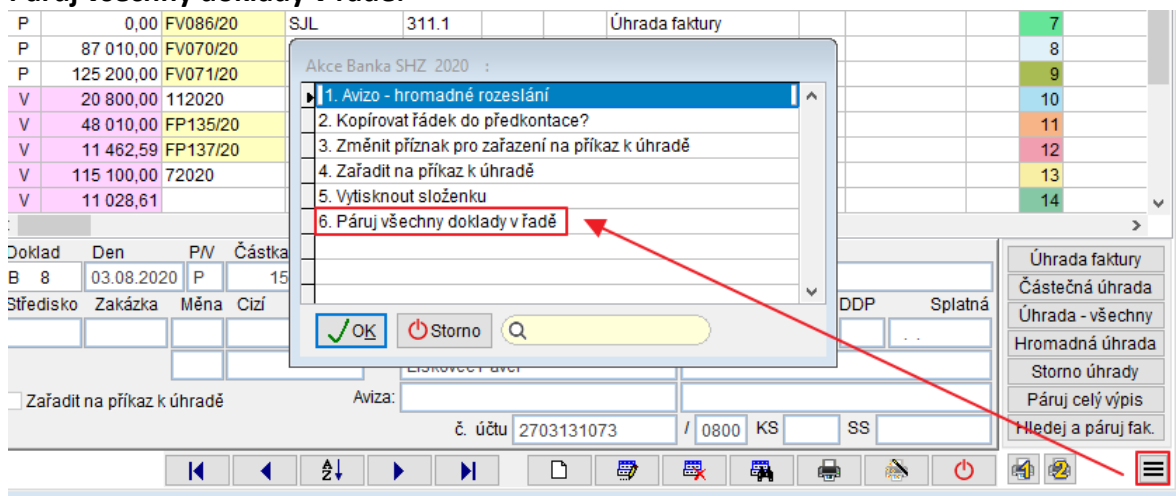 P 0,00 FV086/20 SJL 311.1 Úhrada faktury 7
P 87 010,00 FV070/20 8
P 125 200,00 FV071/20 9
V 20 800,00 112020 10
V 48 010,00 FP135/20 11
V 11 462,59 FP137/20 12
V 115 100,00 72020 13
V 11 028,61 14
Akce Banka SHZ 2020 :
1. Avizo - hromadné rozeslání
2. Kopírovat řádek do předkontace?
3. Změnit příznak pro zařazení na příkaz k úhradě
4. Zařadit na příkaz k úhradě
5. Vytisknout složenku
6. Páruj všechny doklady v řadě
OK Storno
Doklad Den P/V Částka
B 8 03.08.2020 P 15
Středisko Zakázka Měna Cizí DDP Splatná
. .
Zařadit na příkaz k úhradě Aviza:
č. účtu 2703131073 / 0800 KS SS
Úhrada faktury
Částečná úhrada
Úhrada - všechny
Hromadná úhrada
Storno úhrady
Páruj celý výpis
Hledej a páruj fak.